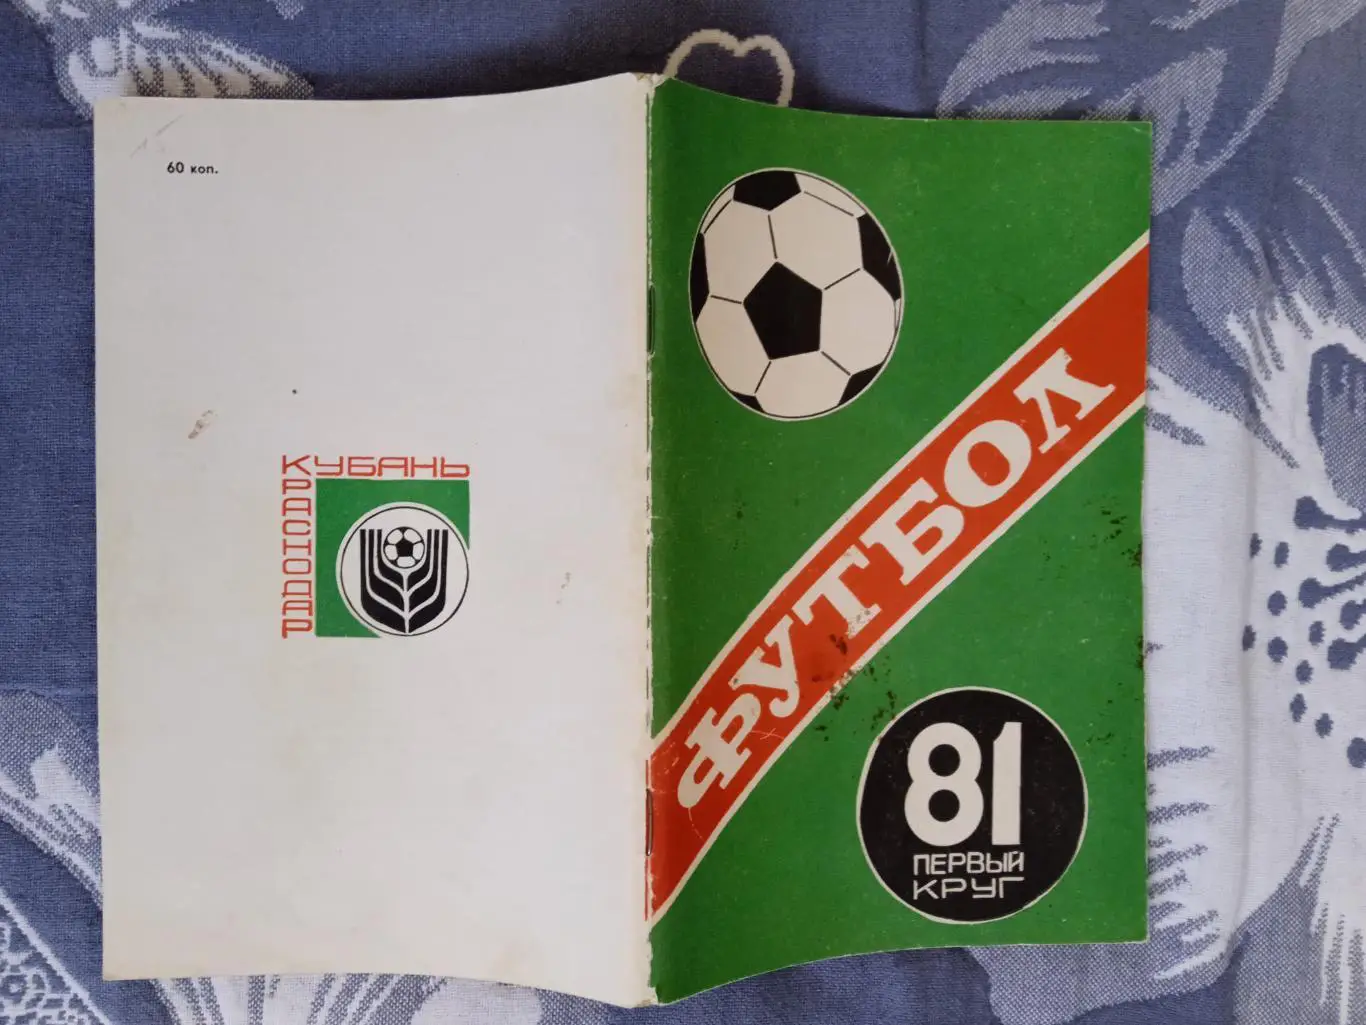 60 коп.
КУБАНЬ
КРАСНОДАР
ФУТБОЛ
81
ПЕРВЫЙ
КРУГ